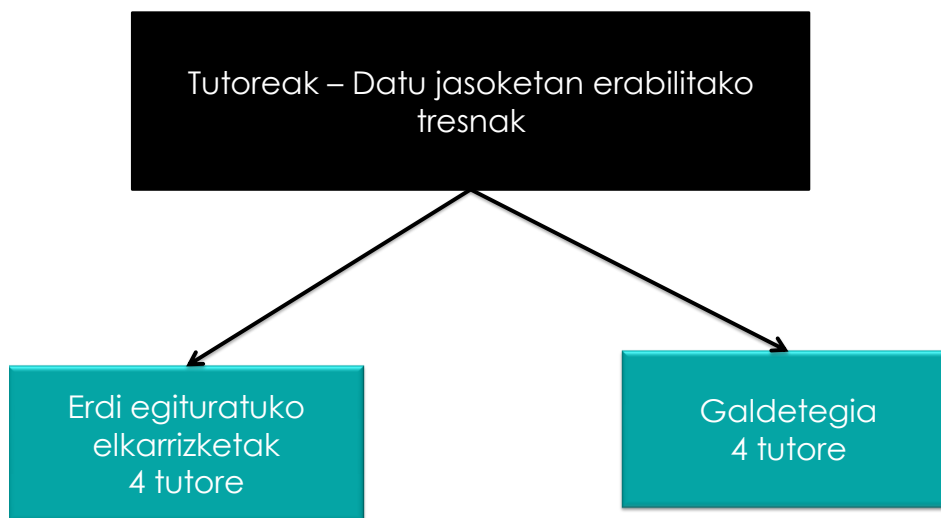 Tutoreak – Datu jasoketan erabilitako
tresnak
Erdi egituratuko
elkarrizketak
4 tutore
Galdetegia
4 tutore